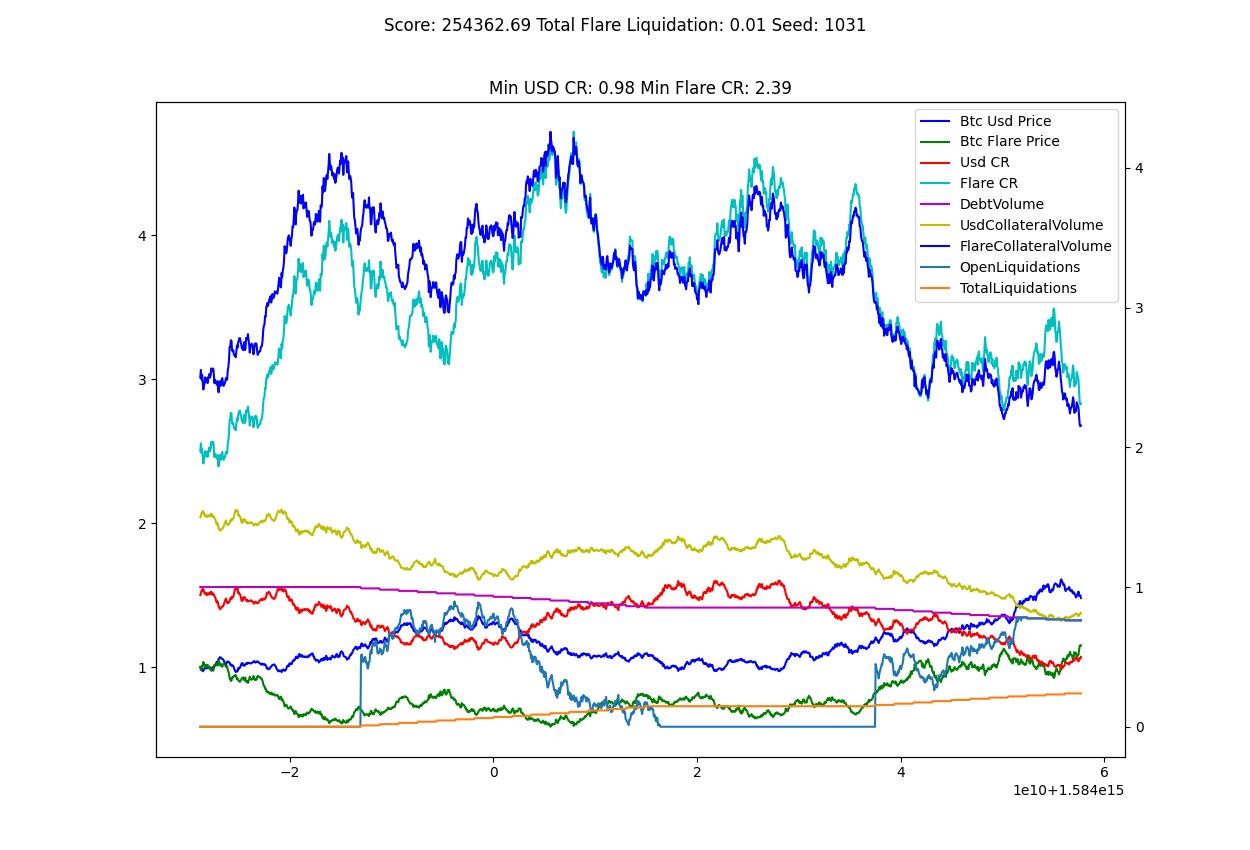 Score: 254362.69 Total Flare Liquidation: 0.01 Seed: 1031
Min USD CR: 0.98 Min Flare CR: 2.39
Btc Usd Price
Btc Flare Price
Usd CR
Flare CR
DebtVolume
UsdCollateralVolume
FlareCollateralVolume
OpenLiquidations
TotalLiquidations
4
3
2
1
4
3
2
1
0
−2 0 2 4 6
1e10+1.584e15